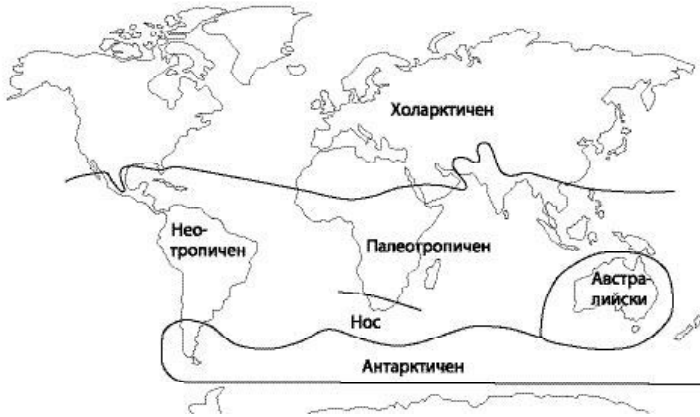 Холарктичен
Нео-
тропичен
Палеотропичен
Австра-
лийски
Нос
Антарктичен